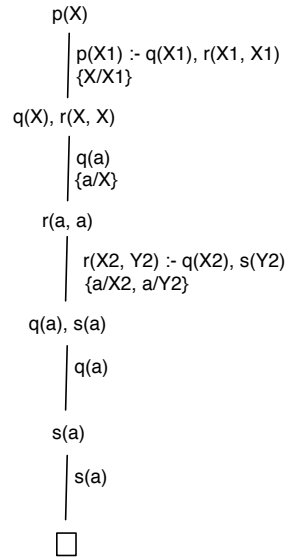 p(X)
p(X1) :- q(X1), r(X1, X1)
{X/X1}
q(X), r(X, X)
q(a)
{a/X}
r(a, a)
r(X2, Y2) :- q(X2), s(Y2)
{a/X2, a/Y2}
q(a), s(a)
q(a)
s(a)
s(a)